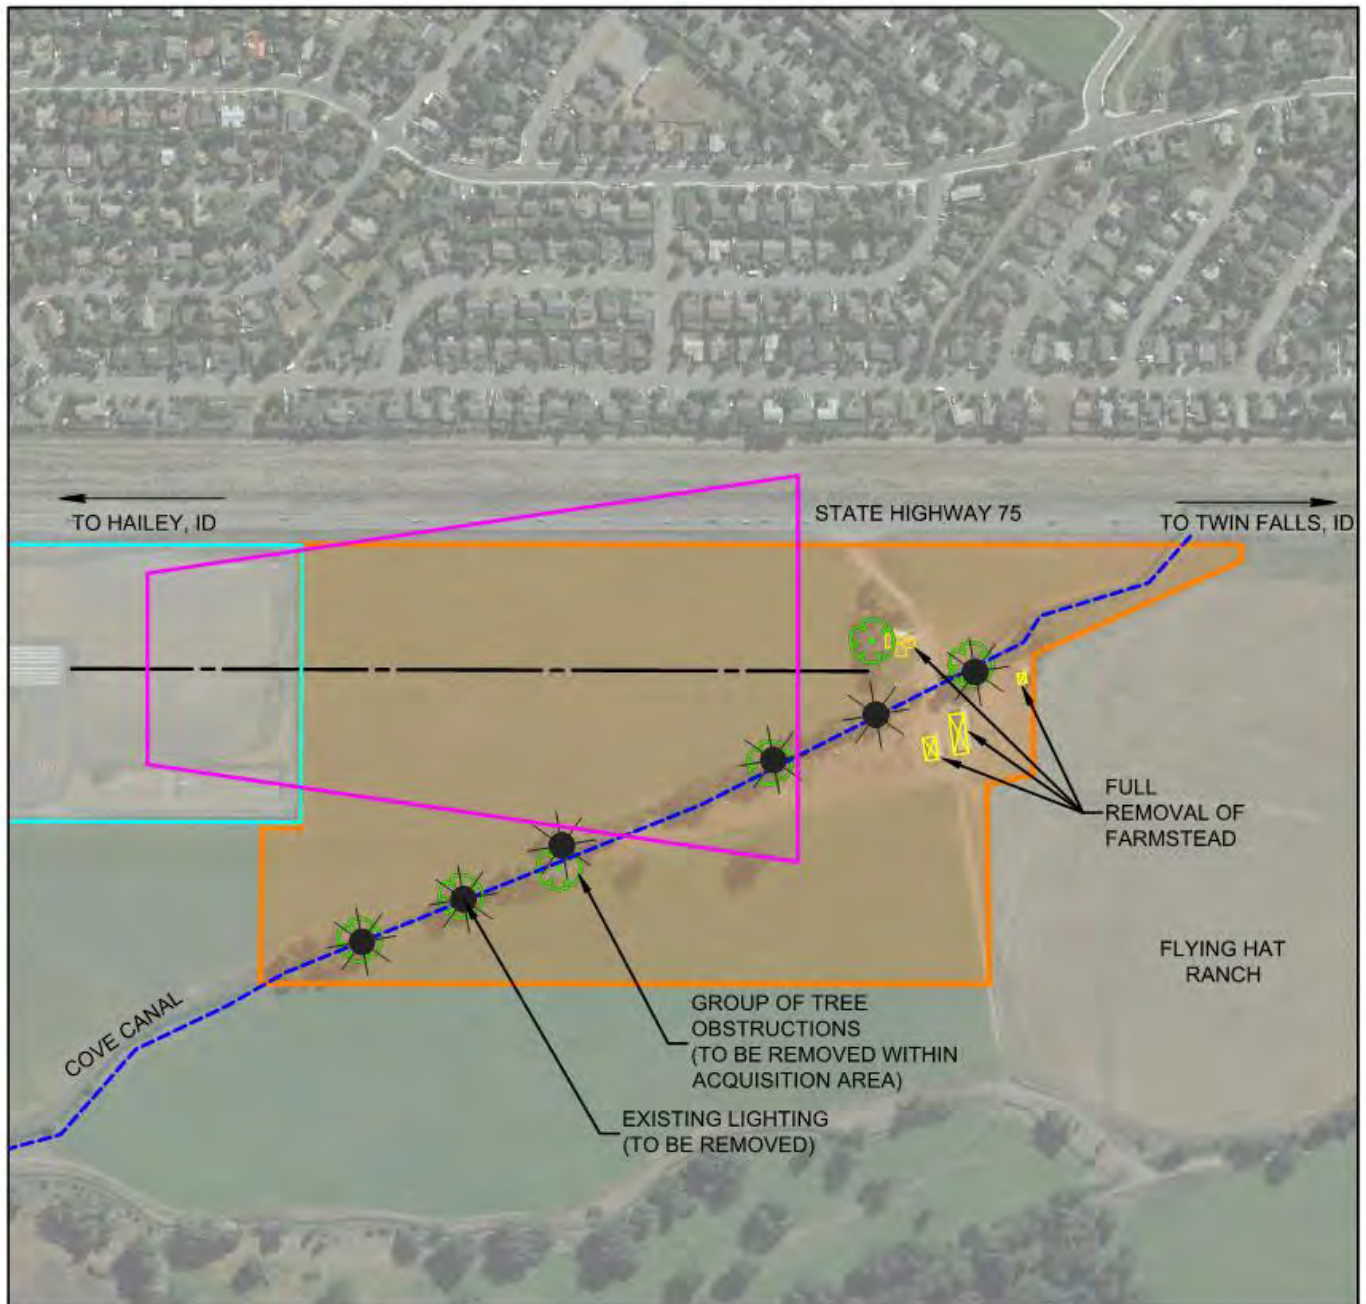 TO HAILEY, ID
STATE HIGHWAY 75
TO TWIN FALLS, ID
FULL
REMOVAL OF
FARMSTEAD
FLYING HAT
RANCH
COVE CANAL
GROUP OF TREE
OBSTRUCTIONS
(TO BE REMOVED WITHIN
ACQUISITION AREA)
EXISTING LIGHTING
(TO BE REMOVED)